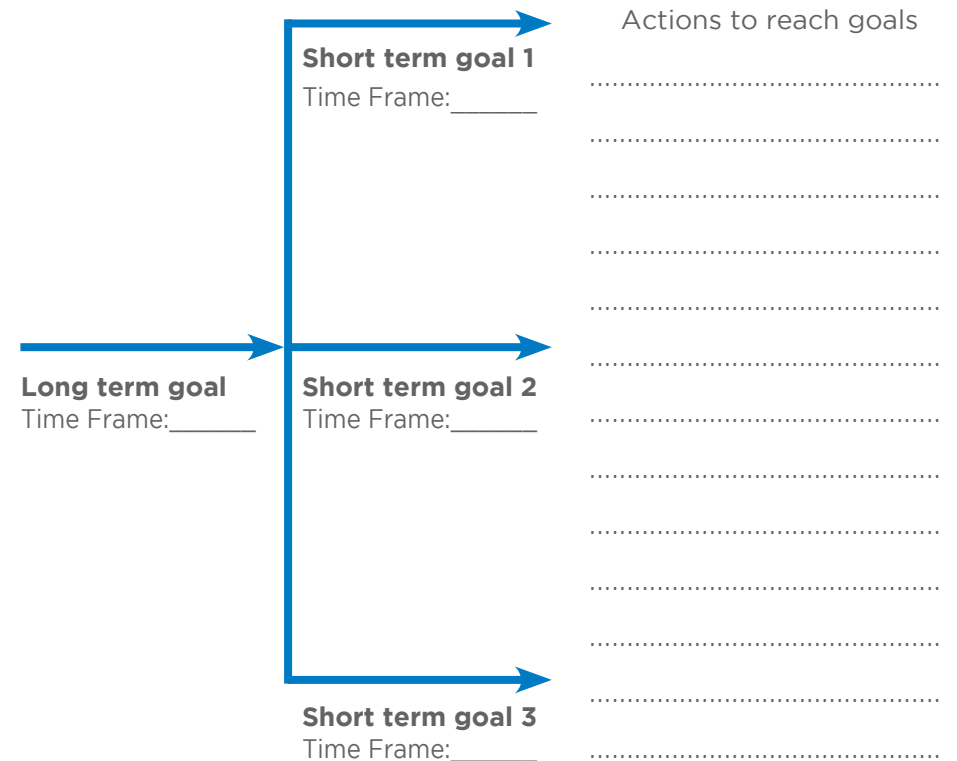 Actions to reach goals
Short term goal 1
Time Frame:______
..................................................
..................................................
..................................................
..................................................
..................................................
..................................................
Long term goal
Time Frame:______
Short term goal 2
Time Frame:______
..................................................
..................................................
..................................................
..................................................
..................................................
..................................................
Short term goal 3
Time Frame:______
..................................................